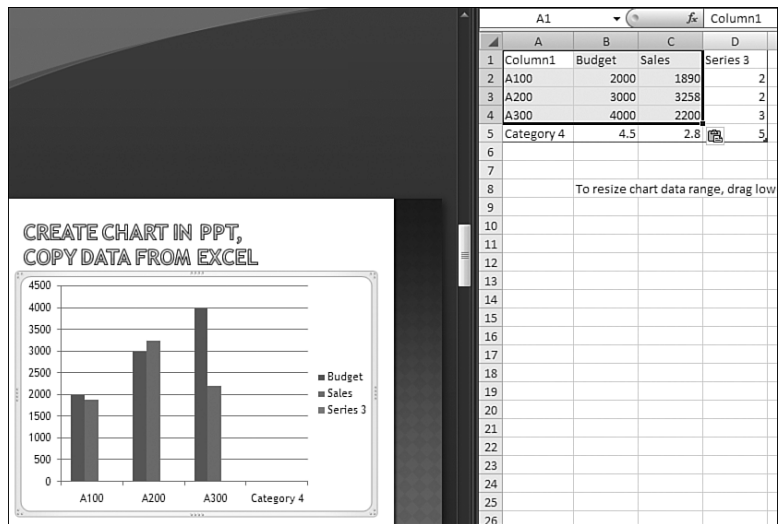 A1 fx Column1
A B C D
1 Column1 Budget Sales Series 3
2 A100 2000 1890 2
3 A200 3000 3258 2
4 A300 4000 2200 3
5 Category 4 4.5 2.8 5
6
7
8 To resize chart data range, drag low
9
10
11
12
13
14
15
16
17
18
19
20
21
22
23
24
25
26
CREATE CHART IN PPT,
COPY DATA FROM EXCEL
4500
4000
3500
3000
2500
2000
1500
1000
500
0
A100 A200 A300 Category 4
Budget
Sales
Series 3